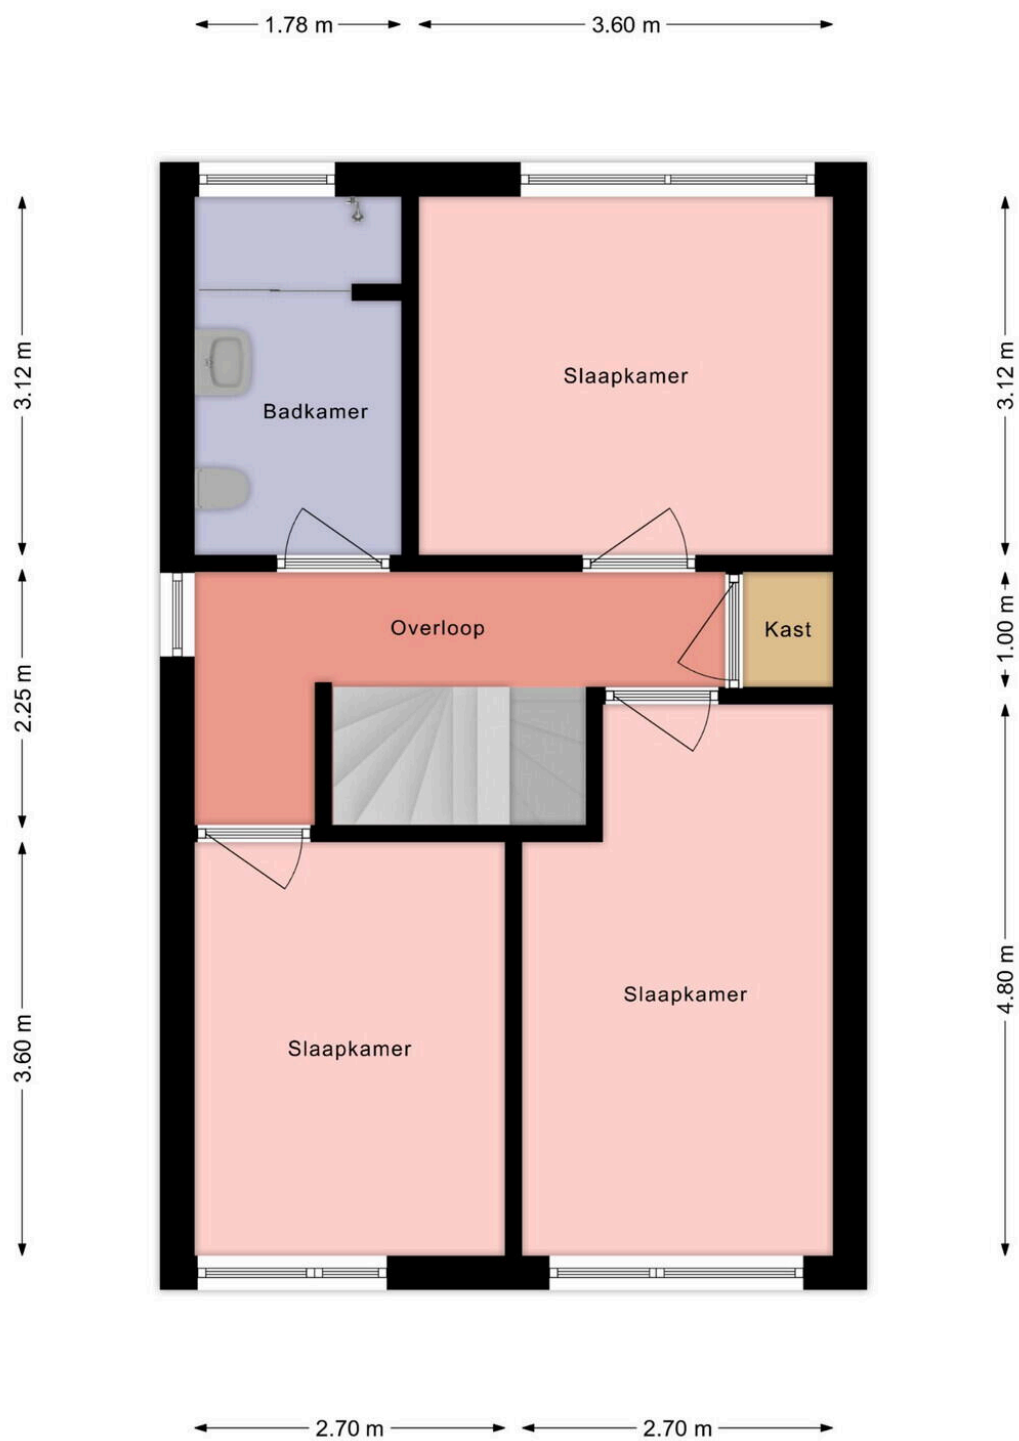 1.78 m
3.60 m
3.12 m
3.12 m
Slaapkamer
Badkamer
Overloop
Kast
1.00 m
2.25 m
4.80 m
Slaapkamer
Slaapkamer
3.60 m
2.70 m
2.70 m